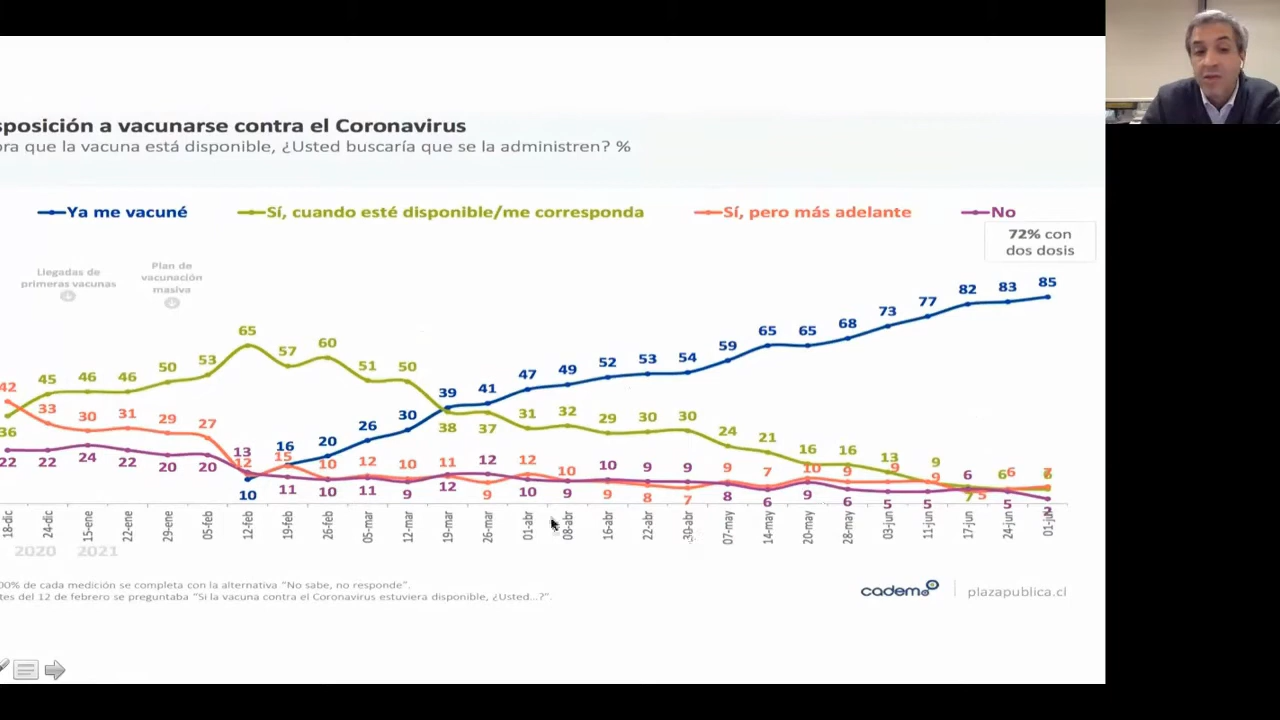 sposición a vacunarse contra el Coronavirus
ora que la vacuna está disponible, ¿Usted buscaría que se la administren? %
Ya me vacuné
Sí, cuando esté disponible/me corresponda
Sí, pero más adelante
No
72% con
dos dosis
Llegadas de
primeras vacunas
Plan de
vacunación
masiva
10 16 20 26 30 39 41 47 49 52 53 54 59 65 65 68 73 77 82 83 85
36 45 46 46 50 53 65 57 60 51 50 38 37 31 32 29 30 30 24 21 16 16 13 9 7 6 6
42 33 30 31 29 27 12 15 10 12 10 11 9 12 10 9 8 7 9 7 10 9 9 9 5 6 7
22 22 24 22 20 20 13 11 10 11 9 12 12 10 9 10 9 9 8 6 9 6 5 5 6 5 2
18-dic 24-dic 15-ene 22-ene 29-ene 05-feb 12-feb 19-feb 26-feb 05-mar 12-mar 19-mar 26-mar 01-abr 08-abr 16-abr 22-abr 30-abr 07-may 14-may 20-may 28-may 03-jun 11-jun 17-jun 24-jun
2020 2021
00% de cada medición se completa con la alternativa “No sabe, no responde”.
tes del 12 de febrero se preguntaba “Si la vacuna contra el Coronavirus estuviera disponible, ¿Usted...?”.
cadem
plazapublica.cl